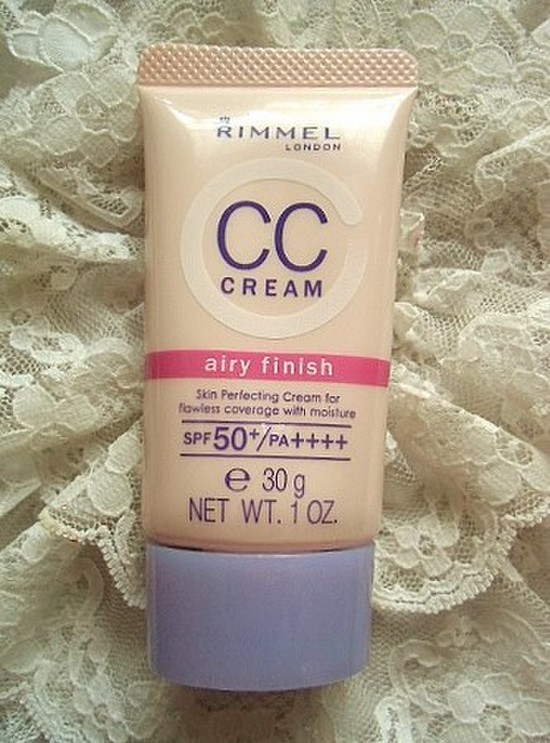 RIMMEL
LONDON
CC
CREAM
airy finish
Skin Perfecting Cream for
flawless coverage with moisture
SPF50+/PA++++
e 30g
NET WT. 1 OZ.